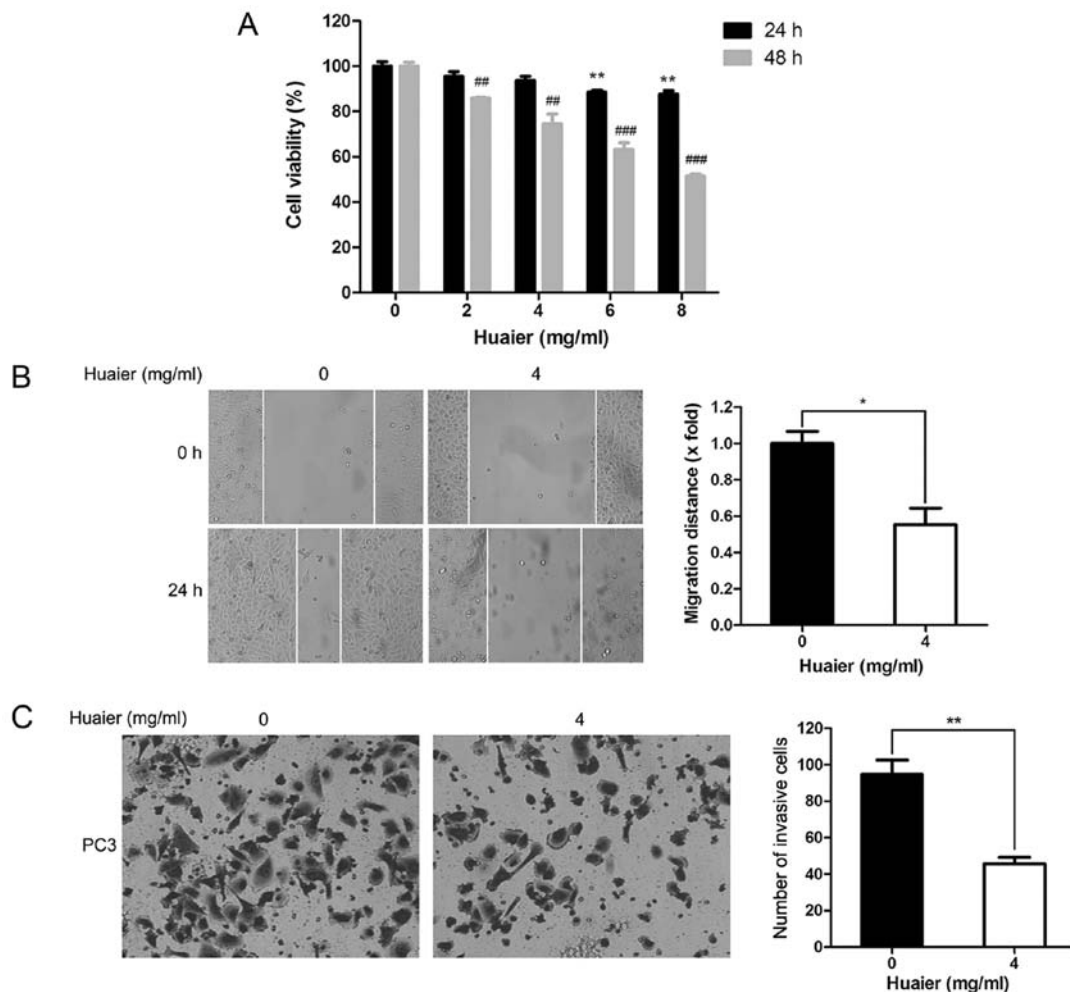 A
Cell viability (%)
120
100
80
60
40
20
0
** **
## ## ### ###
0 2 4 6 8
Huaier (mg/ml)
24 h
48 h
B
Huaier (mg/ml) 0 4
0 h
24 h
Migration distance (x fold)
1.2
1.0
0.8
0.6
0.4
0.2
0.0
*
0 4
Huaier (mg/ml)
C
Huaier (mg/ml) 0 4
PC3
Number of invasive cells
120
100
80
60
40
20
0
**
0 4
Huaier (mg/ml)